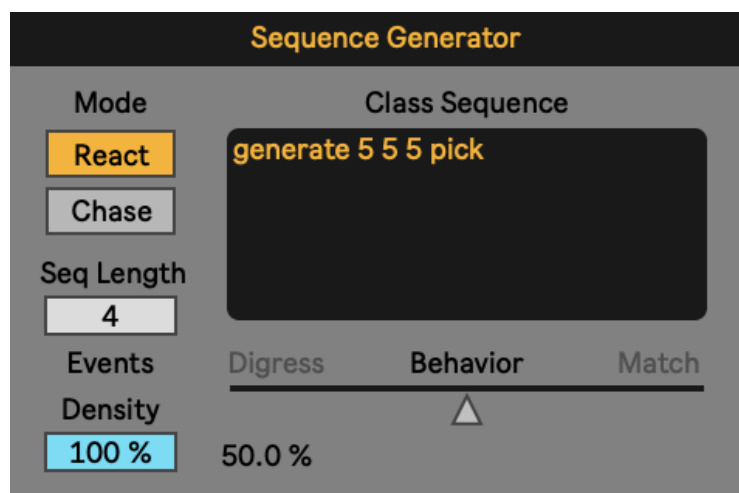 Sequence Generator
Mode
Class Sequence
React
generate 5 5 5 pick
Chase
Seq Length
4
Events
Digress
Behavior
Match
Density
100 %
50.0 %